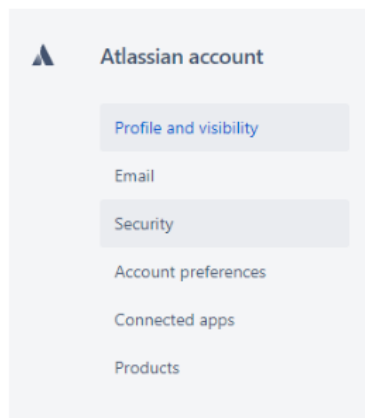 Atlassian account
Profile and visibility
Email
Security
Account preferences
Connected apps
Products